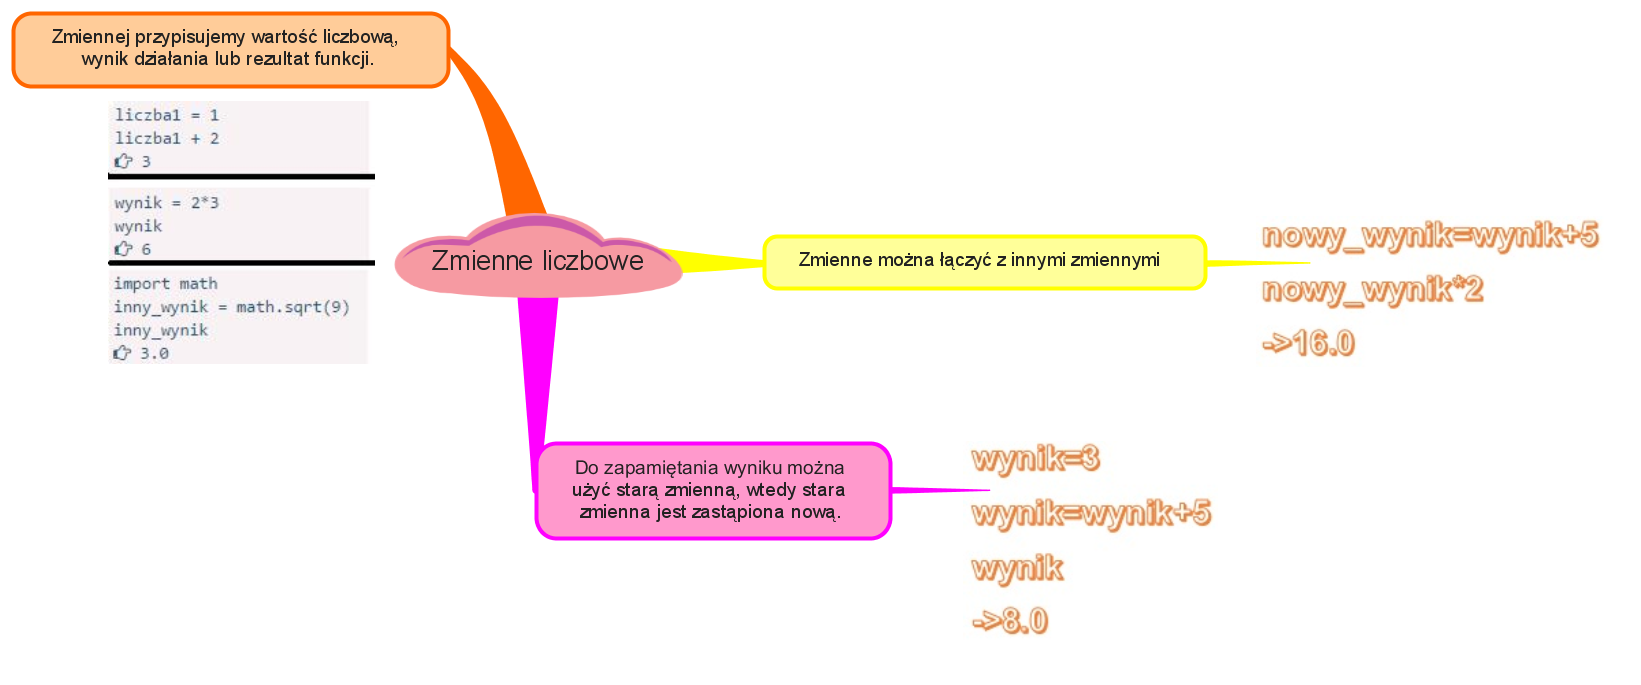 Zmiennej przypisujemy wartość liczbową,
wynik działania lub rezultat funkcji.
liczba1 = 1
liczba1 + 2
3
wynik = 2*3
wynik
6
import math
inny_wynik = math.sqrt(9)
inny_wynik
3.0
Zmienne liczbowe
Zmienne można łączyć z innymi zmiennymi
nowy_wynik=wynik+5
nowy_wynik*2
->16.0
Do zapamiętania wyniku można
użyć starą zmienną, wtedy stara
zmienna jest zastąpiona nową.
wynik=3
wynik=wynik+5
wynik
->8.0